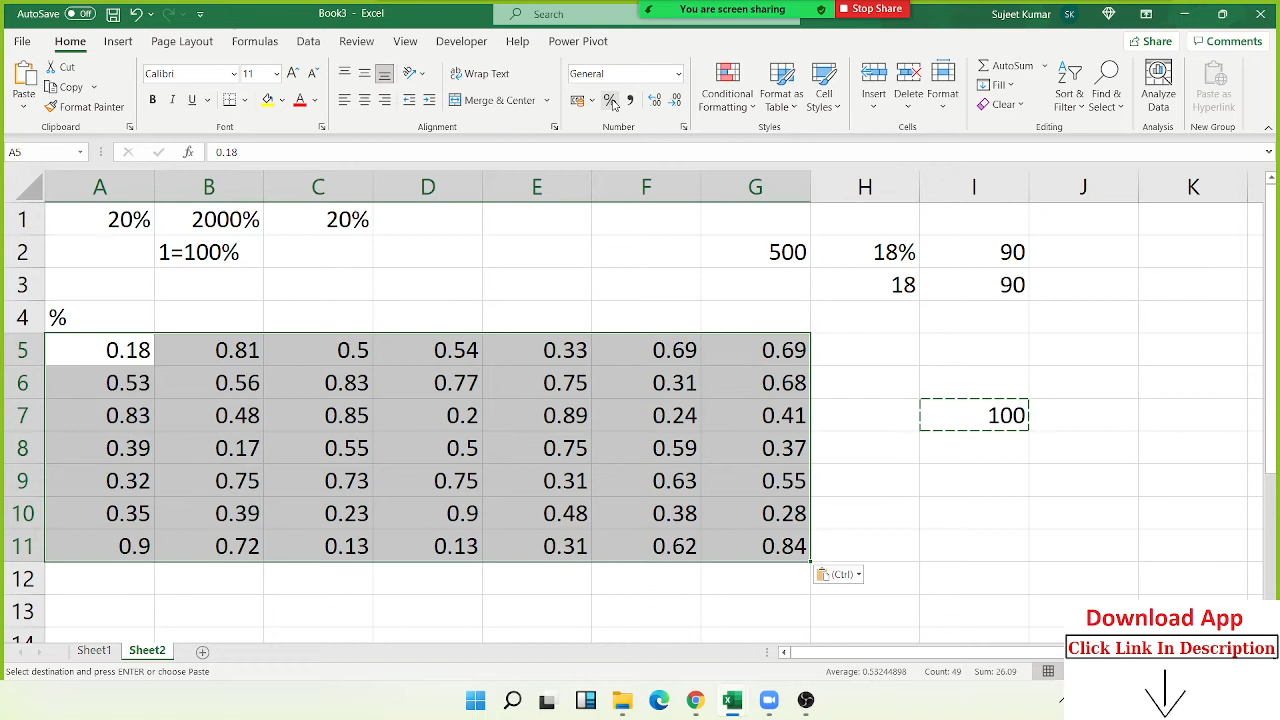 AutoSave Off Book3 - Excel Search You are screen sharing Stop Share Sujeet Kumar SK
File Home Insert Page Layout Formulas Data Review View Developer Help Power Pivot Share Comments
Paste Cut Copy Format Painter Clipboard
Calibri 11 B I U A Font
Wrap Text Merge & Center Alignment
General % , Number
Conditional Formatting Format as Table Cell Styles Styles
Insert Delete Format Cells
AutoSum Fill Clear Sort & Filter Find & Select Editing
Analyze Data Analysis
Paste as Hyperlink New Group
A5 fx 0.18
A B C D E F G H I J K
1 20% 2000% 20%
2 1=100% 500 18% 90
3 18 90
4 %
5 0.18 0.81 0.5 0.54 0.33 0.69 0.69
6 0.53 0.56 0.83 0.77 0.75 0.31 0.68
7 0.83 0.48 0.85 0.2 0.89 0.24 0.41 100
8 0.39 0.17 0.55 0.5 0.75 0.59 0.37
9 0.32 0.75 0.73 0.75 0.31 0.63 0.55
10 0.35 0.39 0.23 0.9 0.48 0.38 0.28
11 0.9 0.72 0.13 0.13 0.31 0.62 0.84
12 (Ctrl)
13
14
Download App
Click Link In Description
Sheet1 Sheet2
Select destination and press ENTER or choose Paste Average: 0.53244898 Count: 49 Sum: 26.09